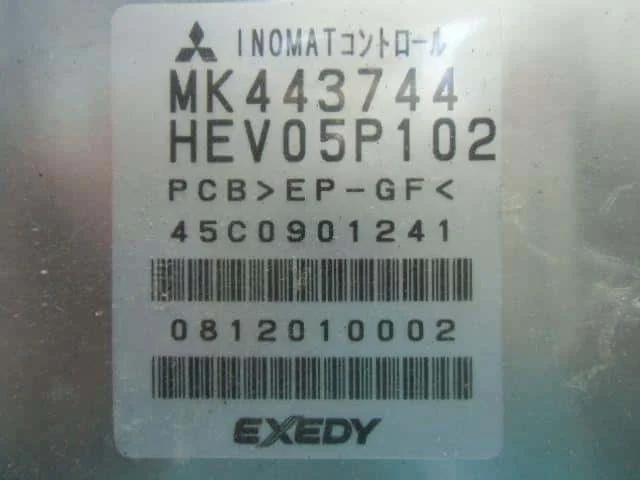 INOMATコントロール
MK443744
HEV05P102
PCB>EP-GF<
45C0901241
0812010002
EXEDY